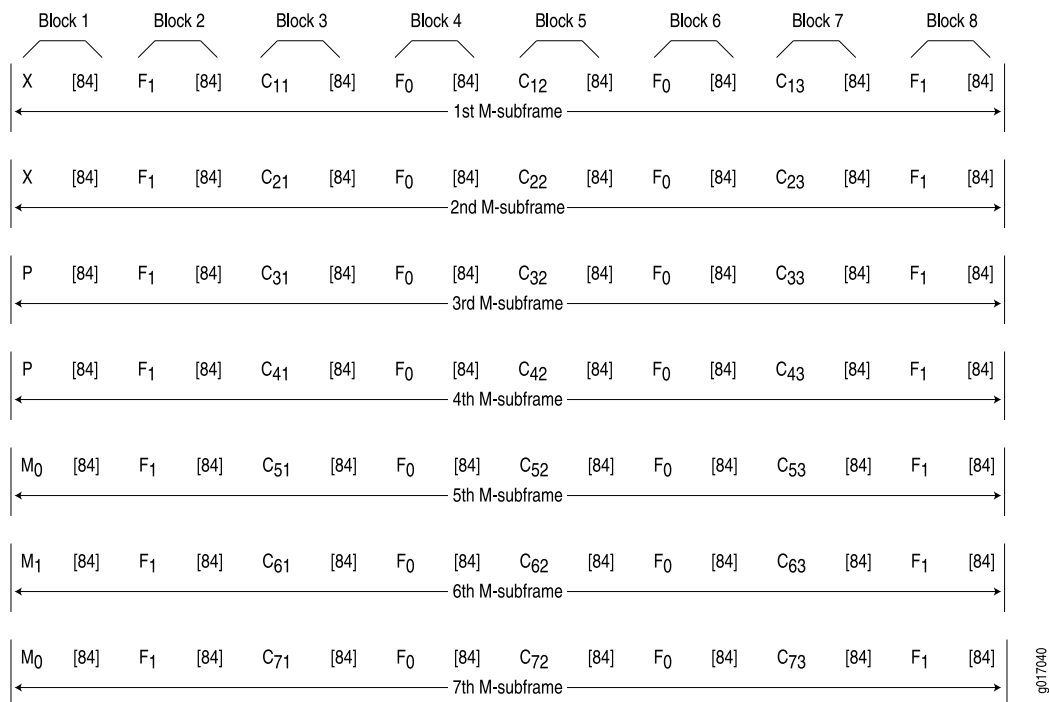 Block 1 Block 2 Block 3 Block 4 Block 5 Block 6 Block 7 Block 8
X [84] F1 [84] C11 [84] F0 [84] C12 [84] F0 [84] C13 [84] F1 [84]
1st M-subframe
X [84] F1 [84] C21 [84] F0 [84] C22 [84] F0 [84] C23 [84] F1 [84]
2nd M-subframe
P [84] F1 [84] C31 [84] F0 [84] C32 [84] F0 [84] C33 [84] F1 [84]
3rd M-subframe
P [84] F1 [84] C41 [84] F0 [84] C42 [84] F0 [84] C43 [84] F1 [84]
4th M-subframe
M0 [84] F1 [84] C51 [84] F0 [84] C52 [84] F0 [84] C53 [84] F1 [84]
5th M-subframe
M1 [84] F1 [84] C61 [84] F0 [84] C62 [84] F0 [84] C63 [84] F1 [84]
6th M-subframe
M0 [84] F1 [84] C71 [84] F0 [84] C72 [84] F0 [84] C73 [84] F1 [84]
7th M-subframe
g017040